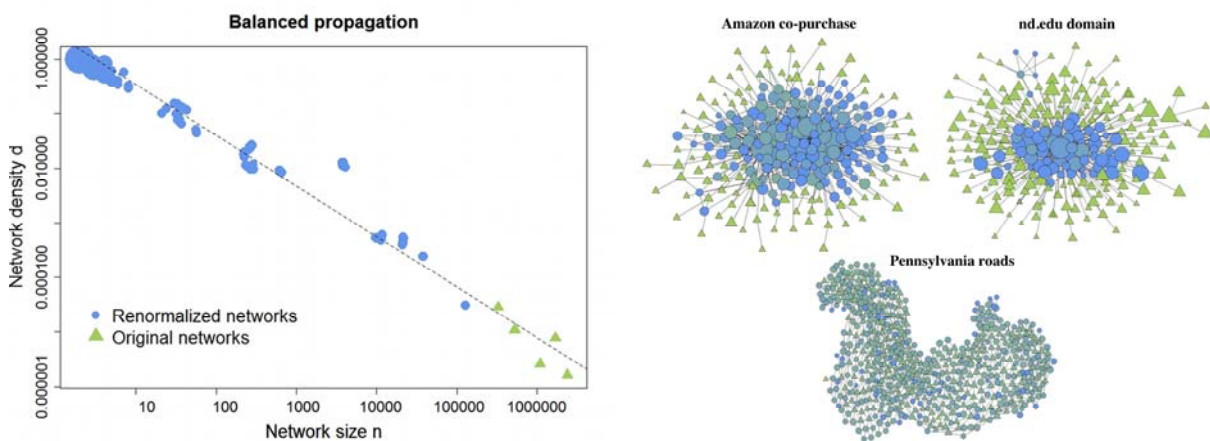 Balanced propagation
Network density d
1.000000
0.010000
0.000100
0.000001
Renormalized networks
Original networks
10
100
1000
10000
100000
1000000
Network size n
Amazon co-purchase
nd.edu domain
Pennsylvania roads